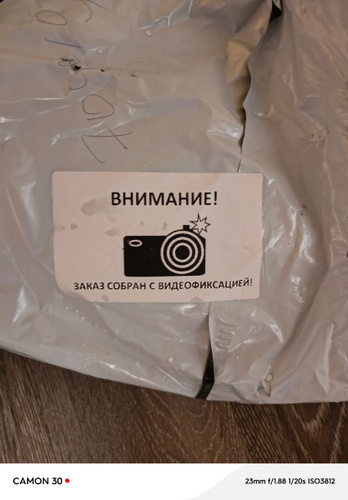 ВНИМАНИЕ!
ЗАКАЗ СОБРАН С ВИДЕОФИКСАЦИЕЙ!
CAMON 30
23mm f/1.88 1/20s ISO3812